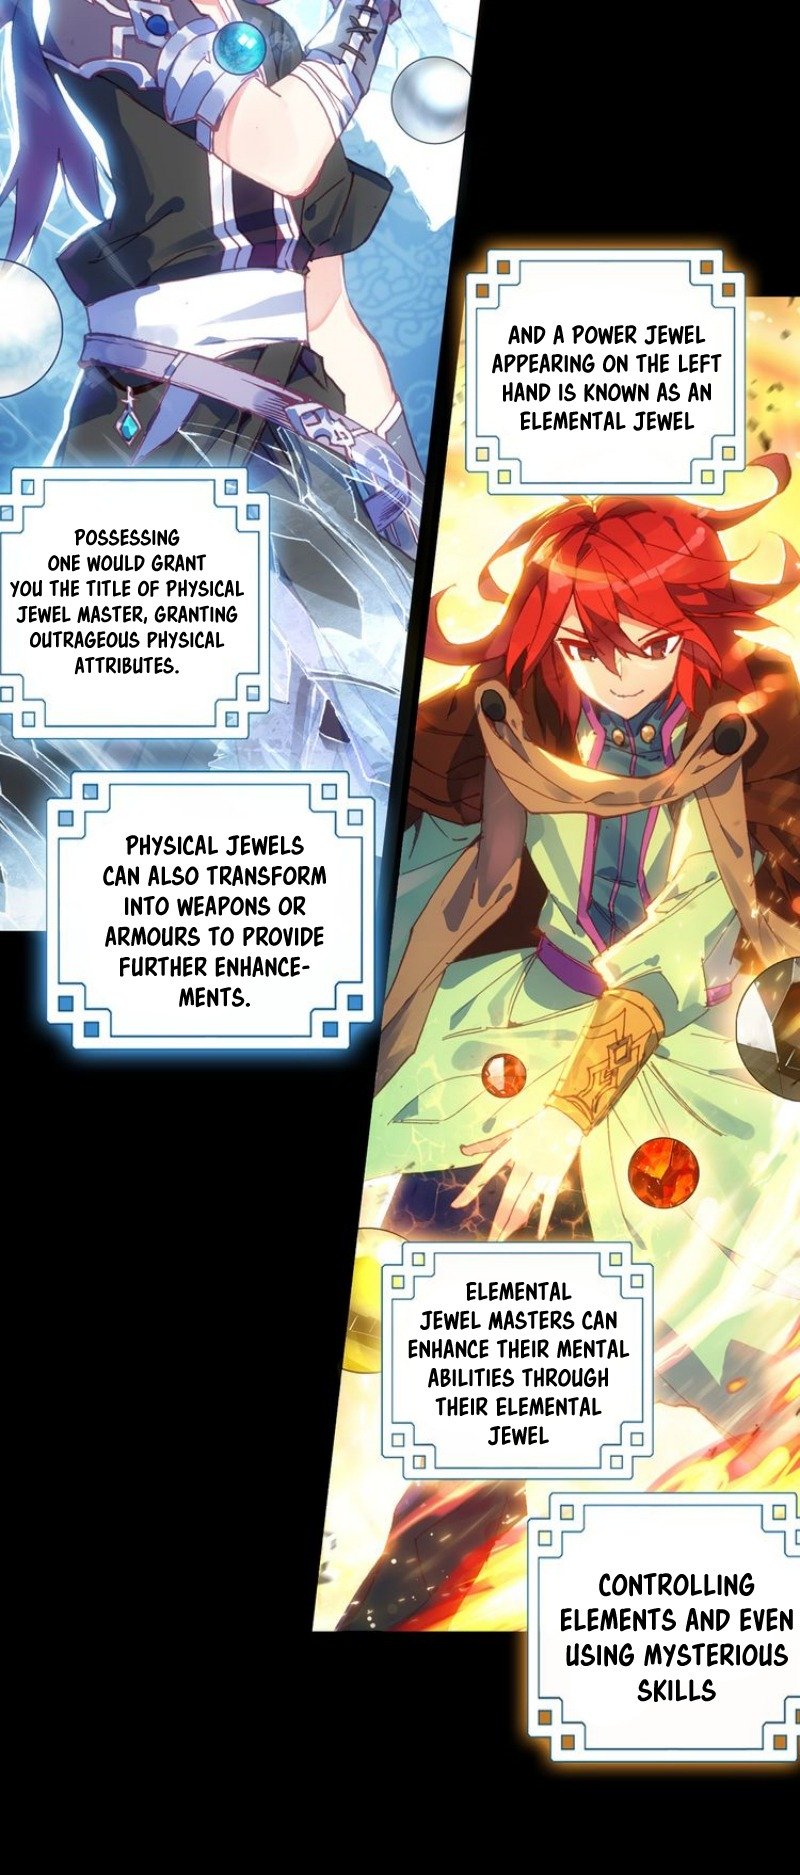 POSSESSING
ONE WOULD GRANT
YOU THE TITLE OF PHYSICAL
JEWEL MASTER, GRANTING
OUTRAGEOUS PHYSICAL
ATTRIBUTES.
PHYSICAL JEWELS
CAN ALSO TRANSFORM
INTO WEAPONS OR
ARMOURS TO PROVIDE
FURTHER ENHANCE-
MENTS.
AND A POWER JEWEL
APPEARING ON THE LEFT
HAND IS KNOWN AS AN
ELEMENTAL JEWEL
ELEMENTAL
JEWEL MASTERS CAN
ENHANCE THEIR MENTAL
ABILITIES THROUGH
THEIR ELEMENTAL
JEWEL
CONTROLLING
ELEMENTS AND EVEN
USING MYSTERIOUS
SKILLS